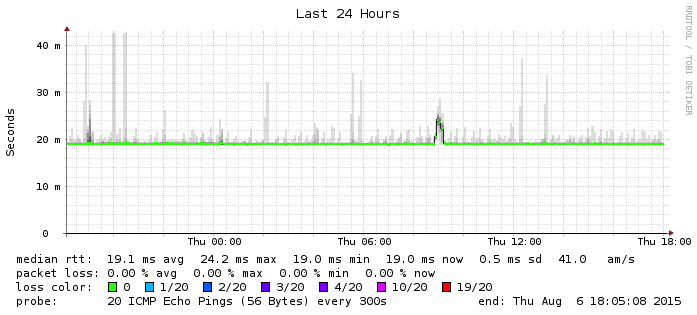 Last 24 Hours
RRDTOOL / TOBI OETIKER
Seconds
40 m
30 m
20 m
10 m
0
Thu 00:00 Thu 06:00 Thu 12:00 Thu 18:00
median rtt: 19.1 ms avg 24.2 ms max 19.0 ms min 19.0 ms now 0.5 ms sd 41.0 am/s
packet loss: 0.00 % avg 0.00 % max 0.00 % min 0.00 % now
loss color: 0 1/20 2/20 3/20 4/20 10/20 19/20
probe: 20 ICMP Echo Pings (56 Bytes) every 300s end: Thu Aug 6 18:05:08 2015